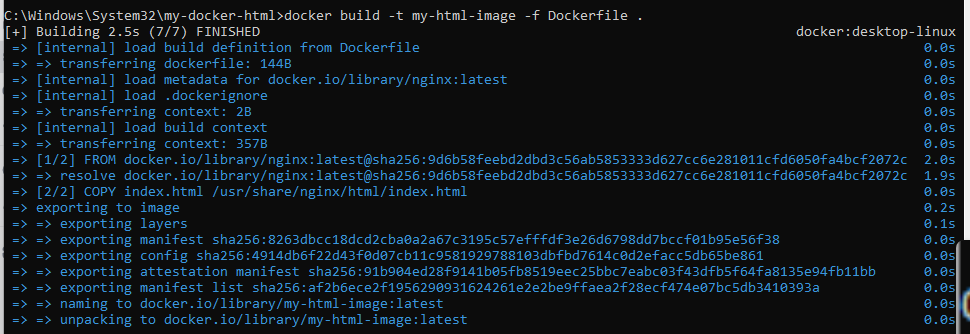 C:\Windows\System32\my-docker-html>docker build -t my-html-image -f Dockerfile .
[+] Building 2.5s (7/7) FINISHED docker:desktop-linux
=> [internal] load build definition from Dockerfile 0.0s
=> => transferring dockerfile: 144B 0.0s
=> [internal] load metadata for docker.io/library/nginx:latest 0.0s
=> [internal] load .dockerignore 0.0s
=> => transferring context: 2B 0.0s
=> [internal] load build context 0.0s
=> => transferring context: 357B 0.0s
=> [1/2] FROM docker.io/library/nginx:latest@sha256:9d6b58feebd2dbd3c56ab5853333d627cc6e281011cfd6050fa4bcf2072c 2.0s
=> => resolve docker.io/library/nginx:latest@sha256:9d6b58feebd2dbd3c56ab5853333d627cc6e281011cfd6050fa4bcf2072c 1.9s
=> [2/2] COPY index.html /usr/share/nginx/html/index.html 0.0s
=> exporting to image 0.2s
=> => exporting layers 0.1s
=> => exporting manifest sha256:8263dbcc18dcd2cba0a2a67c3195c57efffdf3e26d6798dd7bccf01b95e56f38 0.0s
=> => exporting config sha256:4914db6f22d43f0d07cb11c9581929788103dbfbd7614c0d2efacc5db65be861 0.0s
=> => exporting attestation manifest sha256:91b904ed28f9141b05fb8519eec25bbc7eabc03f43dfb5f64fa8135e94fb11bb 0.0s
=> => exporting manifest list sha256:af2b6ece2f1956290931624261e2e2be9ffaea2f28ecf474e07bc5db3410393a 0.0s
=> => naming to docker.io/library/my-html-image:latest 0.0s
=> => unpacking to docker.io/library/my-html-image:latest 0.0s